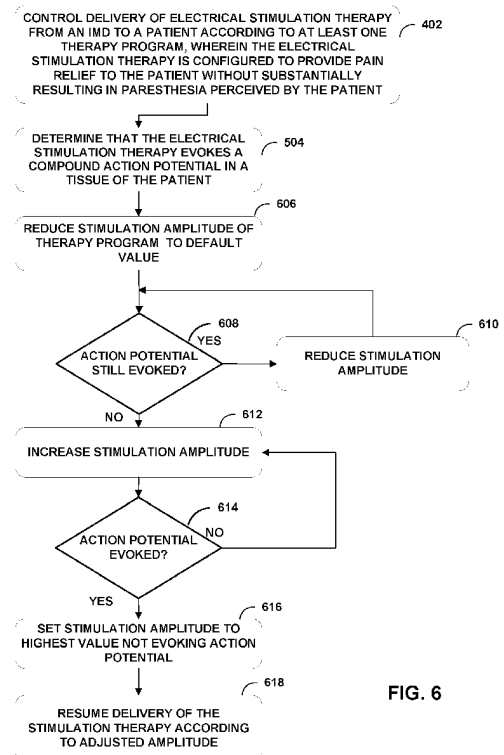 CONTROL DELIVERY OF ELECTRICAL STIMULATION THERAPY
FROM AN IMD TO A PATIENT ACCORDING TO AT LEAST ONE
THERAPY PROGRAM, WHEREIN THE ELECTRICAL
STIMULATION THERAPY IS CONFIGURED TO PROVIDE PAIN
RELIEF TO THE PATIENT WITHOUT SUBSTANTIALLY
RESULTING IN PARESTHESIA PERCEIVED BY THE PATIENT
402
DETERMINE THAT THE ELECTRICAL
STIMULATION THERAPY EVOKES A
COMPOUND ACTION POTENTIAL IN A
TISSUE OF THE PATIENT
504
606
REDUCE STIMULATION AMPLITUDE OF
THERAPY PROGRAM TO DEFAULT
VALUE
608
YES
ACTION POTENTIAL
STILL EVOKED?
610
REDUCE STIMULATION
AMPLITUDE
NO
612
INCREASE STIMULATION AMPLITUDE
614
NO
ACTION POTENTIAL
EVOKED?
YES
616
SET STIMULATION AMPLITUDE TO
HIGHEST VALUE NOT EVOKING ACTION
POTENTIAL
618
RESUME DELIVERY OF THE
STIMULATION THERAPY ACCORDING
TO ADJUSTED AMPLITUDE
FIG. 6